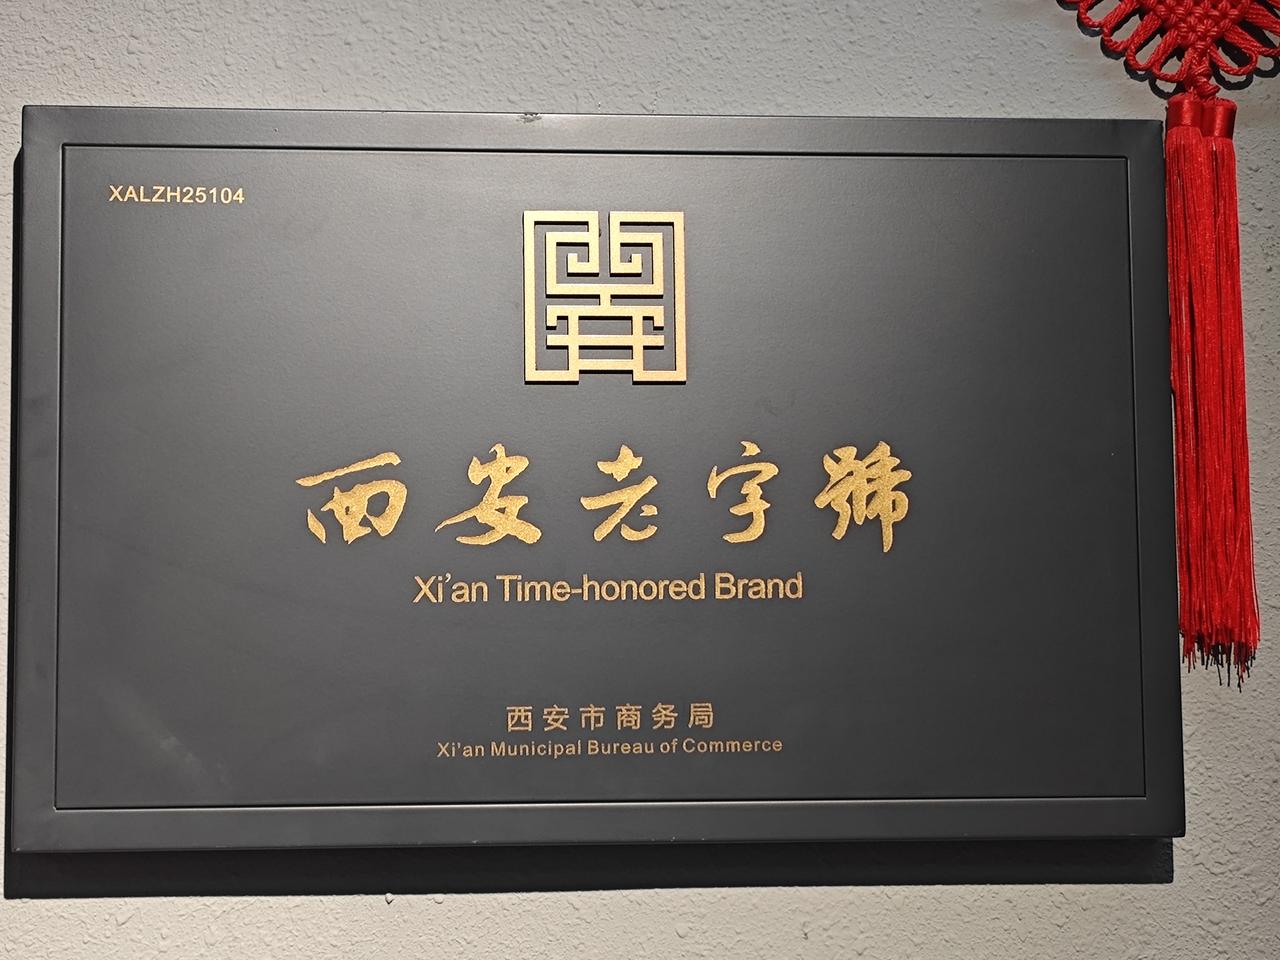 XALZH25104
西安老字號
Xi'an Time-honored Brand
西安市商务局
Xi'an Municipal Bureau of Commerce